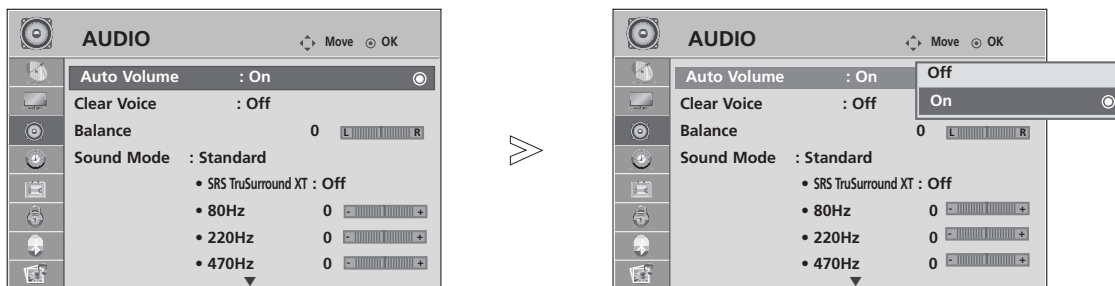 AUDIO Move OK
Auto Volume : On
Clear Voice : Off
Balance 0 L R
Sound Mode : Standard
• SRS TruSurround XT : Off
• 80Hz 0 - +
• 220Hz 0 - +
• 470Hz 0 - +
AUDIO Move OK
Auto Volume : On
Off
On
Clear Voice : Off
Balance 0 L R
Sound Mode : Standard
• SRS TruSurround XT : Off
• 80Hz 0 - +
• 220Hz 0 - +
• 470Hz 0 - +